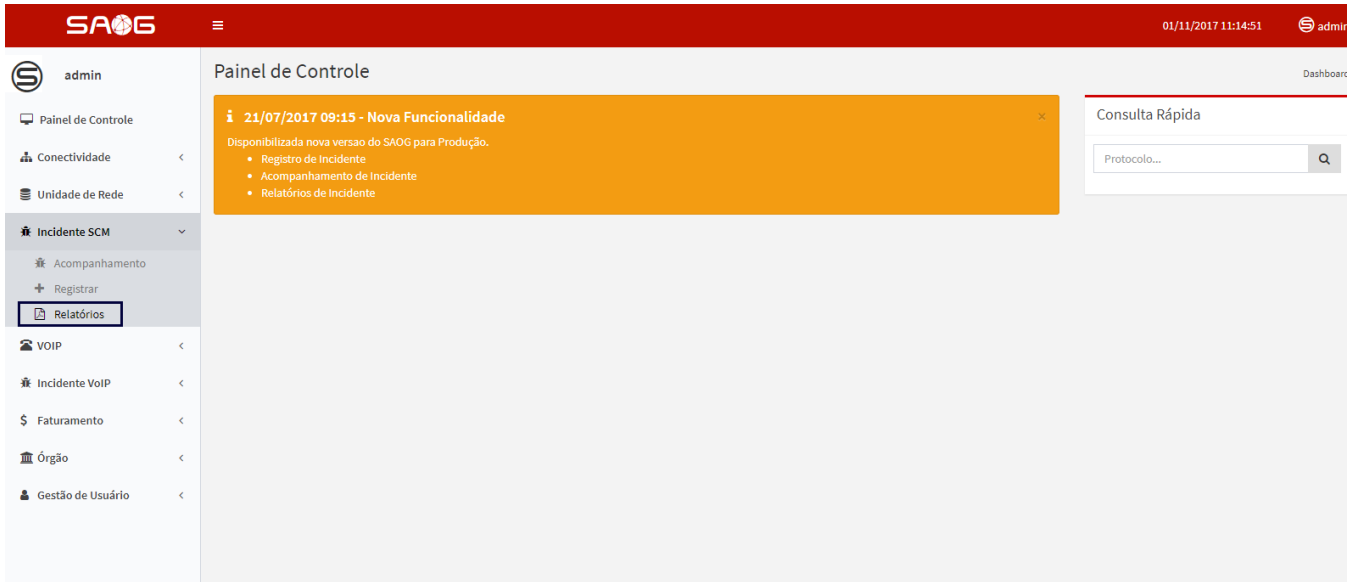 SAOG
01/11/2017 11:14:51
admin
admin
Painel de Controle
Conectividade
Unidade de Rede
Incidente SCM
Acompanhamento
Registrar
Relatórios
VOIP
Incidente VoIP
Faturamento
Órgão
Gestão de Usuário
Painel de Controle
Dashboard
21/07/2017 09:15 - Nova Funcionalidade
×
Disponibilizada nova versao do SAOG para Produção.
• Registro de Incidente
• Acompanhamento de Incidente
• Relatórios de Incidente
Consulta Rápida
Protocolo...